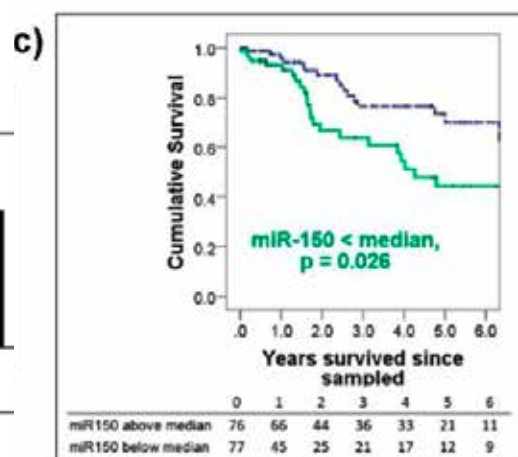 c)
Cumulative Survival
1.0
0.8
0.6
0.4
0.2
0.0
miR-150 < median,
p = 0.026
.0 1.0 2.0 3.0 4.0 5.0 6.0
Years survived since
sampled
0 1 2 3 4 5 6
miR150 above median 76 66 44 36 33 21 11
miR150 below median 77 45 25 21 17 12 9